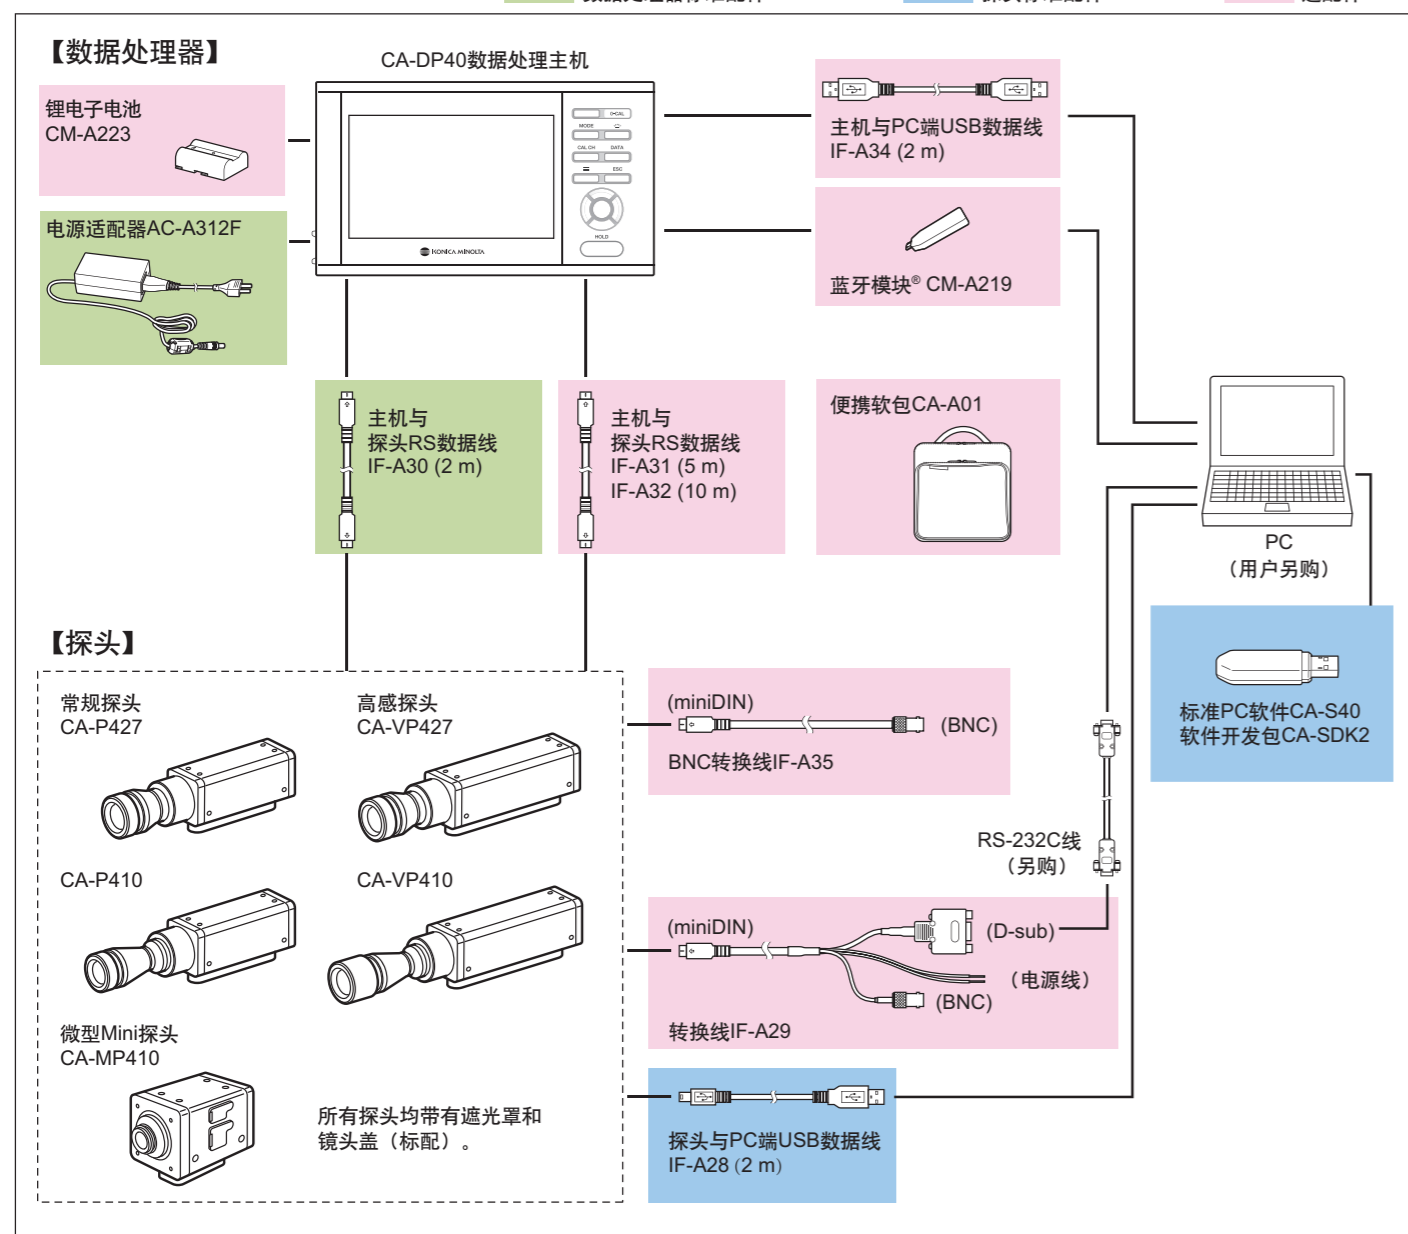 【数据处理器】
CA-DP40数据处理主机
锂电子电池
CM-A223
电源适配器AC-A312F
0-CAL
MODE
CAL CH
DATA
ESC
HOLD
KONICA MINOLTA
主机与PC端USB数据线
IF-A34 (2 m)
蓝牙模块® CM-A219
主机与
探头RS数据线
IF-A30 (2 m)
主机与
探头RS数据线
IF-A31 (5 m)
IF-A32 (10 m)
便携软包CA-A01
PC
（用户另购）
标准PC软件CA-S40
软件开发包CA-SDK2
【探头】
常规探头
CA-P427
高感探头
CA-VP427
CA-P410
CA-VP410
微型Mini探头
CA-MP410
所有探头均带有遮光罩和
镜头盖（标配）。
(miniDIN)
(BNC)
BNC转换线IF-A35
RS-232C线
（另购）
(miniDIN)
(D-sub)
（电源线）
(BNC)
转换线IF-A29
探头与PC端USB数据线
IF-A28 (2 m)